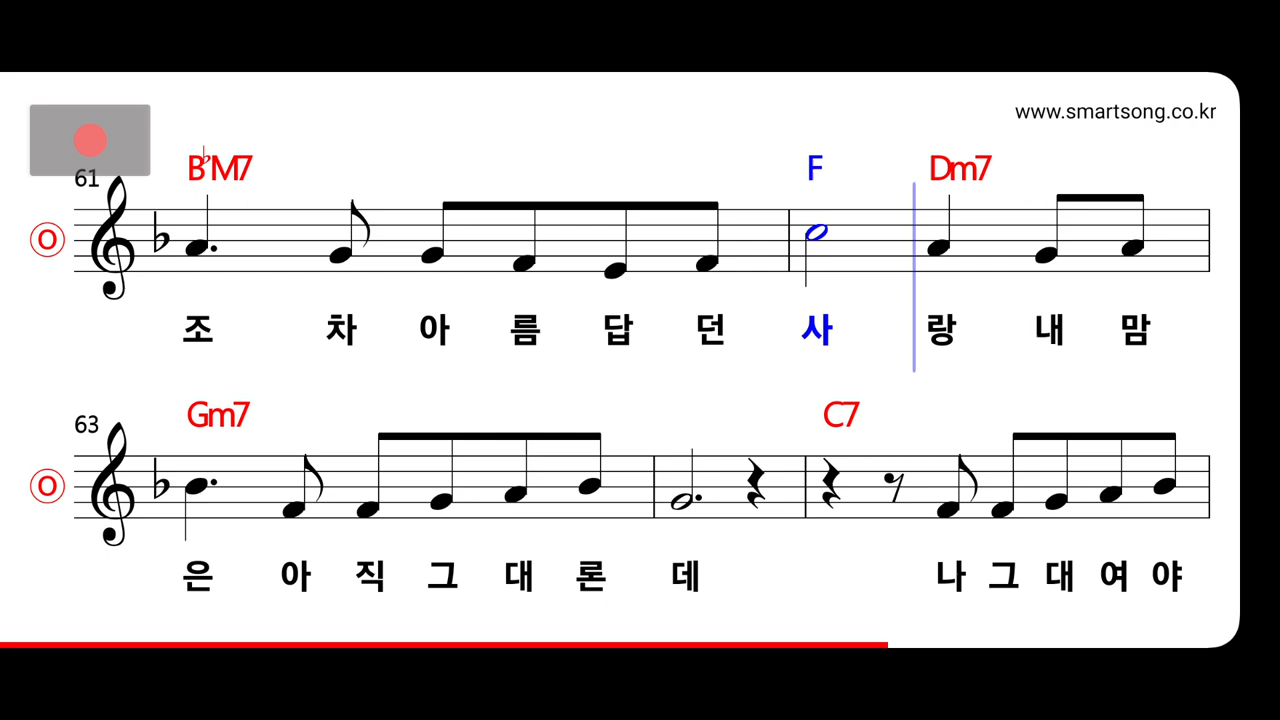 www.smartsong.co.kr
61
B♭M7 F Dm7
조 차 아 름 답 던 사 랑 내 맘
63
Gm7 C7
은 아 직 그 대 론 데 나 그 대 여 야